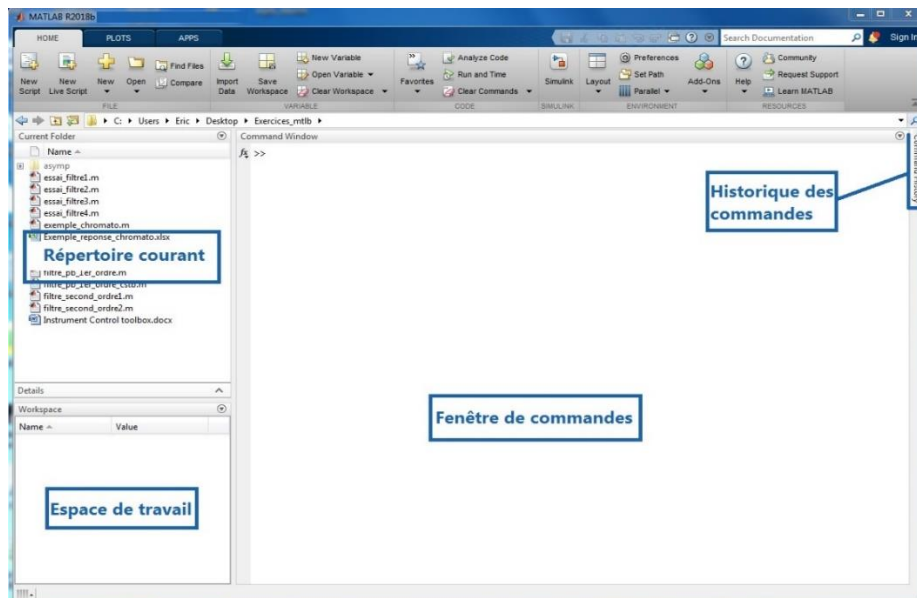 MATLAB R2018b
HOME PLOTS APPS
Search Documentation
Sign In
New Script
New Live Script
New
Open
Find Files
Compare
Import Data
Save Workspace
New Variable
Open Variable
Clear Workspace
Favorites
Analyze Code
Run and Time
Clear Commands
Simulink
Layout
Preferences
Set Path
Parallel
Add-Ons
Help
Community
Request Support
Learn MATLAB
FILE VARIABLE CODE SIMULINK ENVIRONMENT RESOURCES
C: Users Eric Desktop Exercices_mtlb
Current Folder
Name
asymp
essai_filtre1.m
essai_filtre2.m
essai_filtre3.m
essai_filtre4.m
exemple_chromato.m
Exemple_reponse_chromato.xlsx
Répertoire courant
filtre_pb_1er_ordre.m
filtre_pb_1er_ordre_cstb.m
filtre_second_ordre1.m
filtre_second_ordre2.m
Instrument Control toolbox.docx
Details
Workspace
Name Value
Espace de travail
Command Window
fx >>
Historique des
commandes
Command History
Fenêtre de commandes